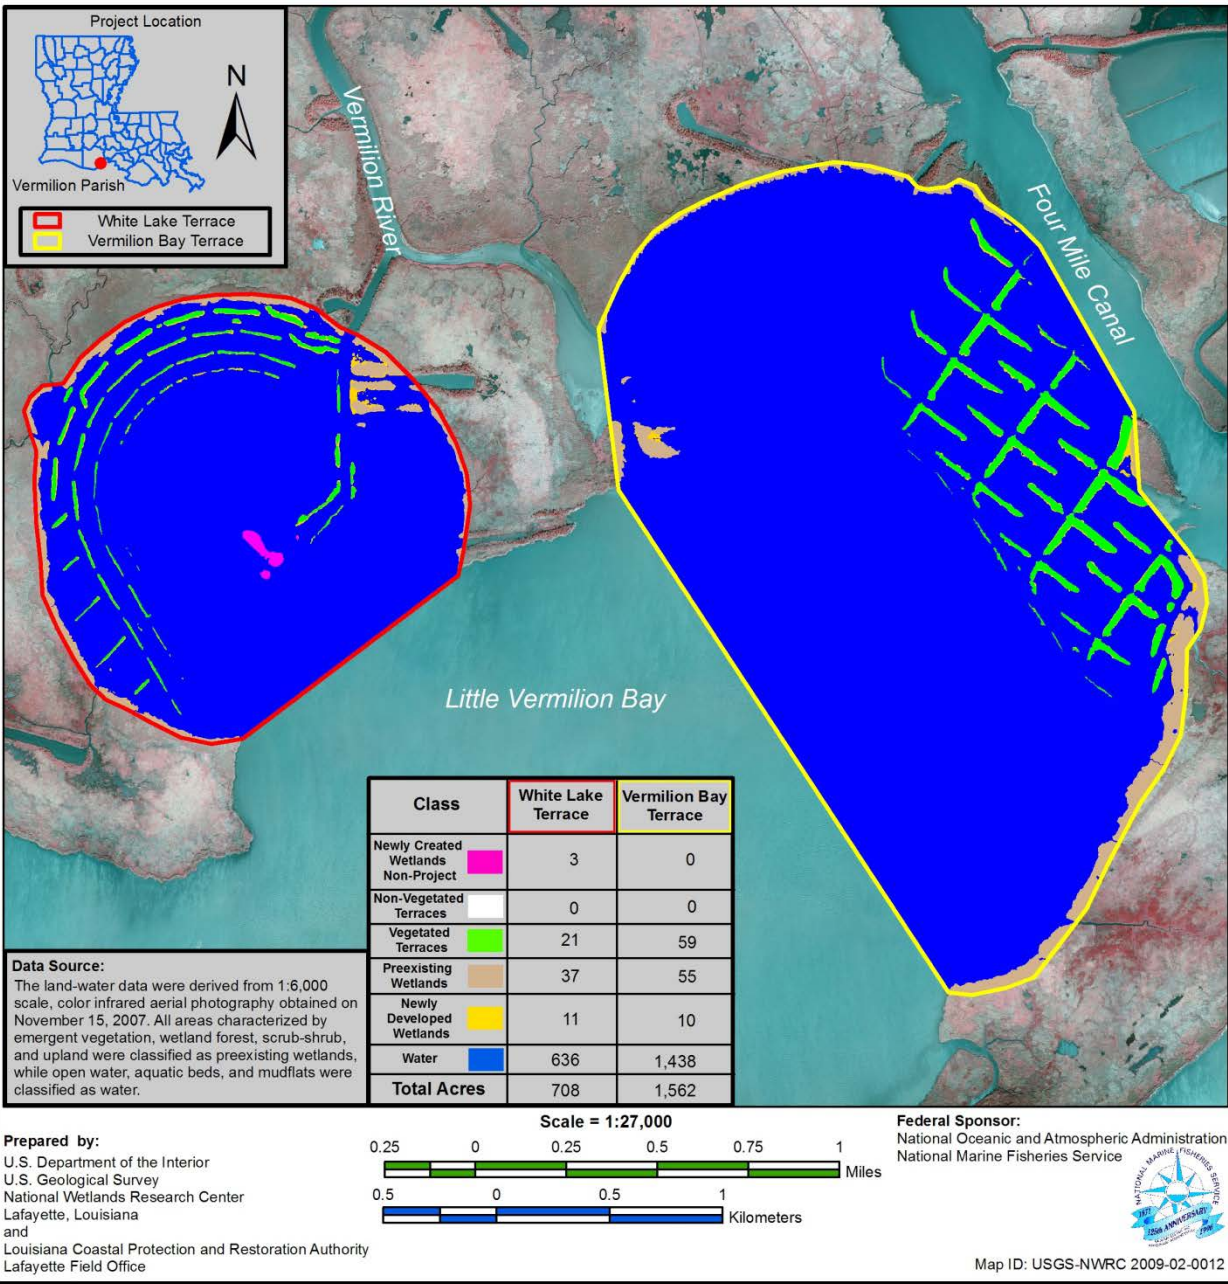 Project Location
N
Vermilion Parish
White Lake Terrace
Vermilion Bay Terrace
Vermilion River
Four Mile Canal
Little Vermilion Bay
Class
White Lake
Terrace
Vermilion Bay
Terrace
Newly Created
Wetlands
Non-Project
3
0
Non-Vegetated
Terraces
0
0
Vegetated
Terraces
21
59
Preexisting
Wetlands
37
55
Newly
Developed
Wetlands
11
10
Water
636
1,438
Total Acres
708
1,562
Data Source:
The land-water data were derived from 1:6,000
scale, color infrared aerial photography obtained on
November 15, 2007. All areas characterized by
emergent vegetation, wetland forest, scrub-shrub,
and upland were classified as preexisting wetlands,
while open water, aquatic beds, and mudflats were
classified as water.
Prepared by:
U.S. Department of the Interior
U.S. Geological Survey
National Wetlands Research Center
Lafayette, Louisiana
and
Louisiana Coastal Protection and Restoration Authority
Lafayette Field Office
Scale = 1:27,000
0.25 0 0.25 0.5 0.75 1
Miles
0.5 0 0.5 1
Kilometers
Federal Sponsor:
National Oceanic and Atmospheric Administration
National Marine Fisheries Service
NATIONAL MARINE FISHERIES SERVICE
1871
125th ANNIVERSARY
1996
Map ID: USGS-NWRC 2009-02-0012